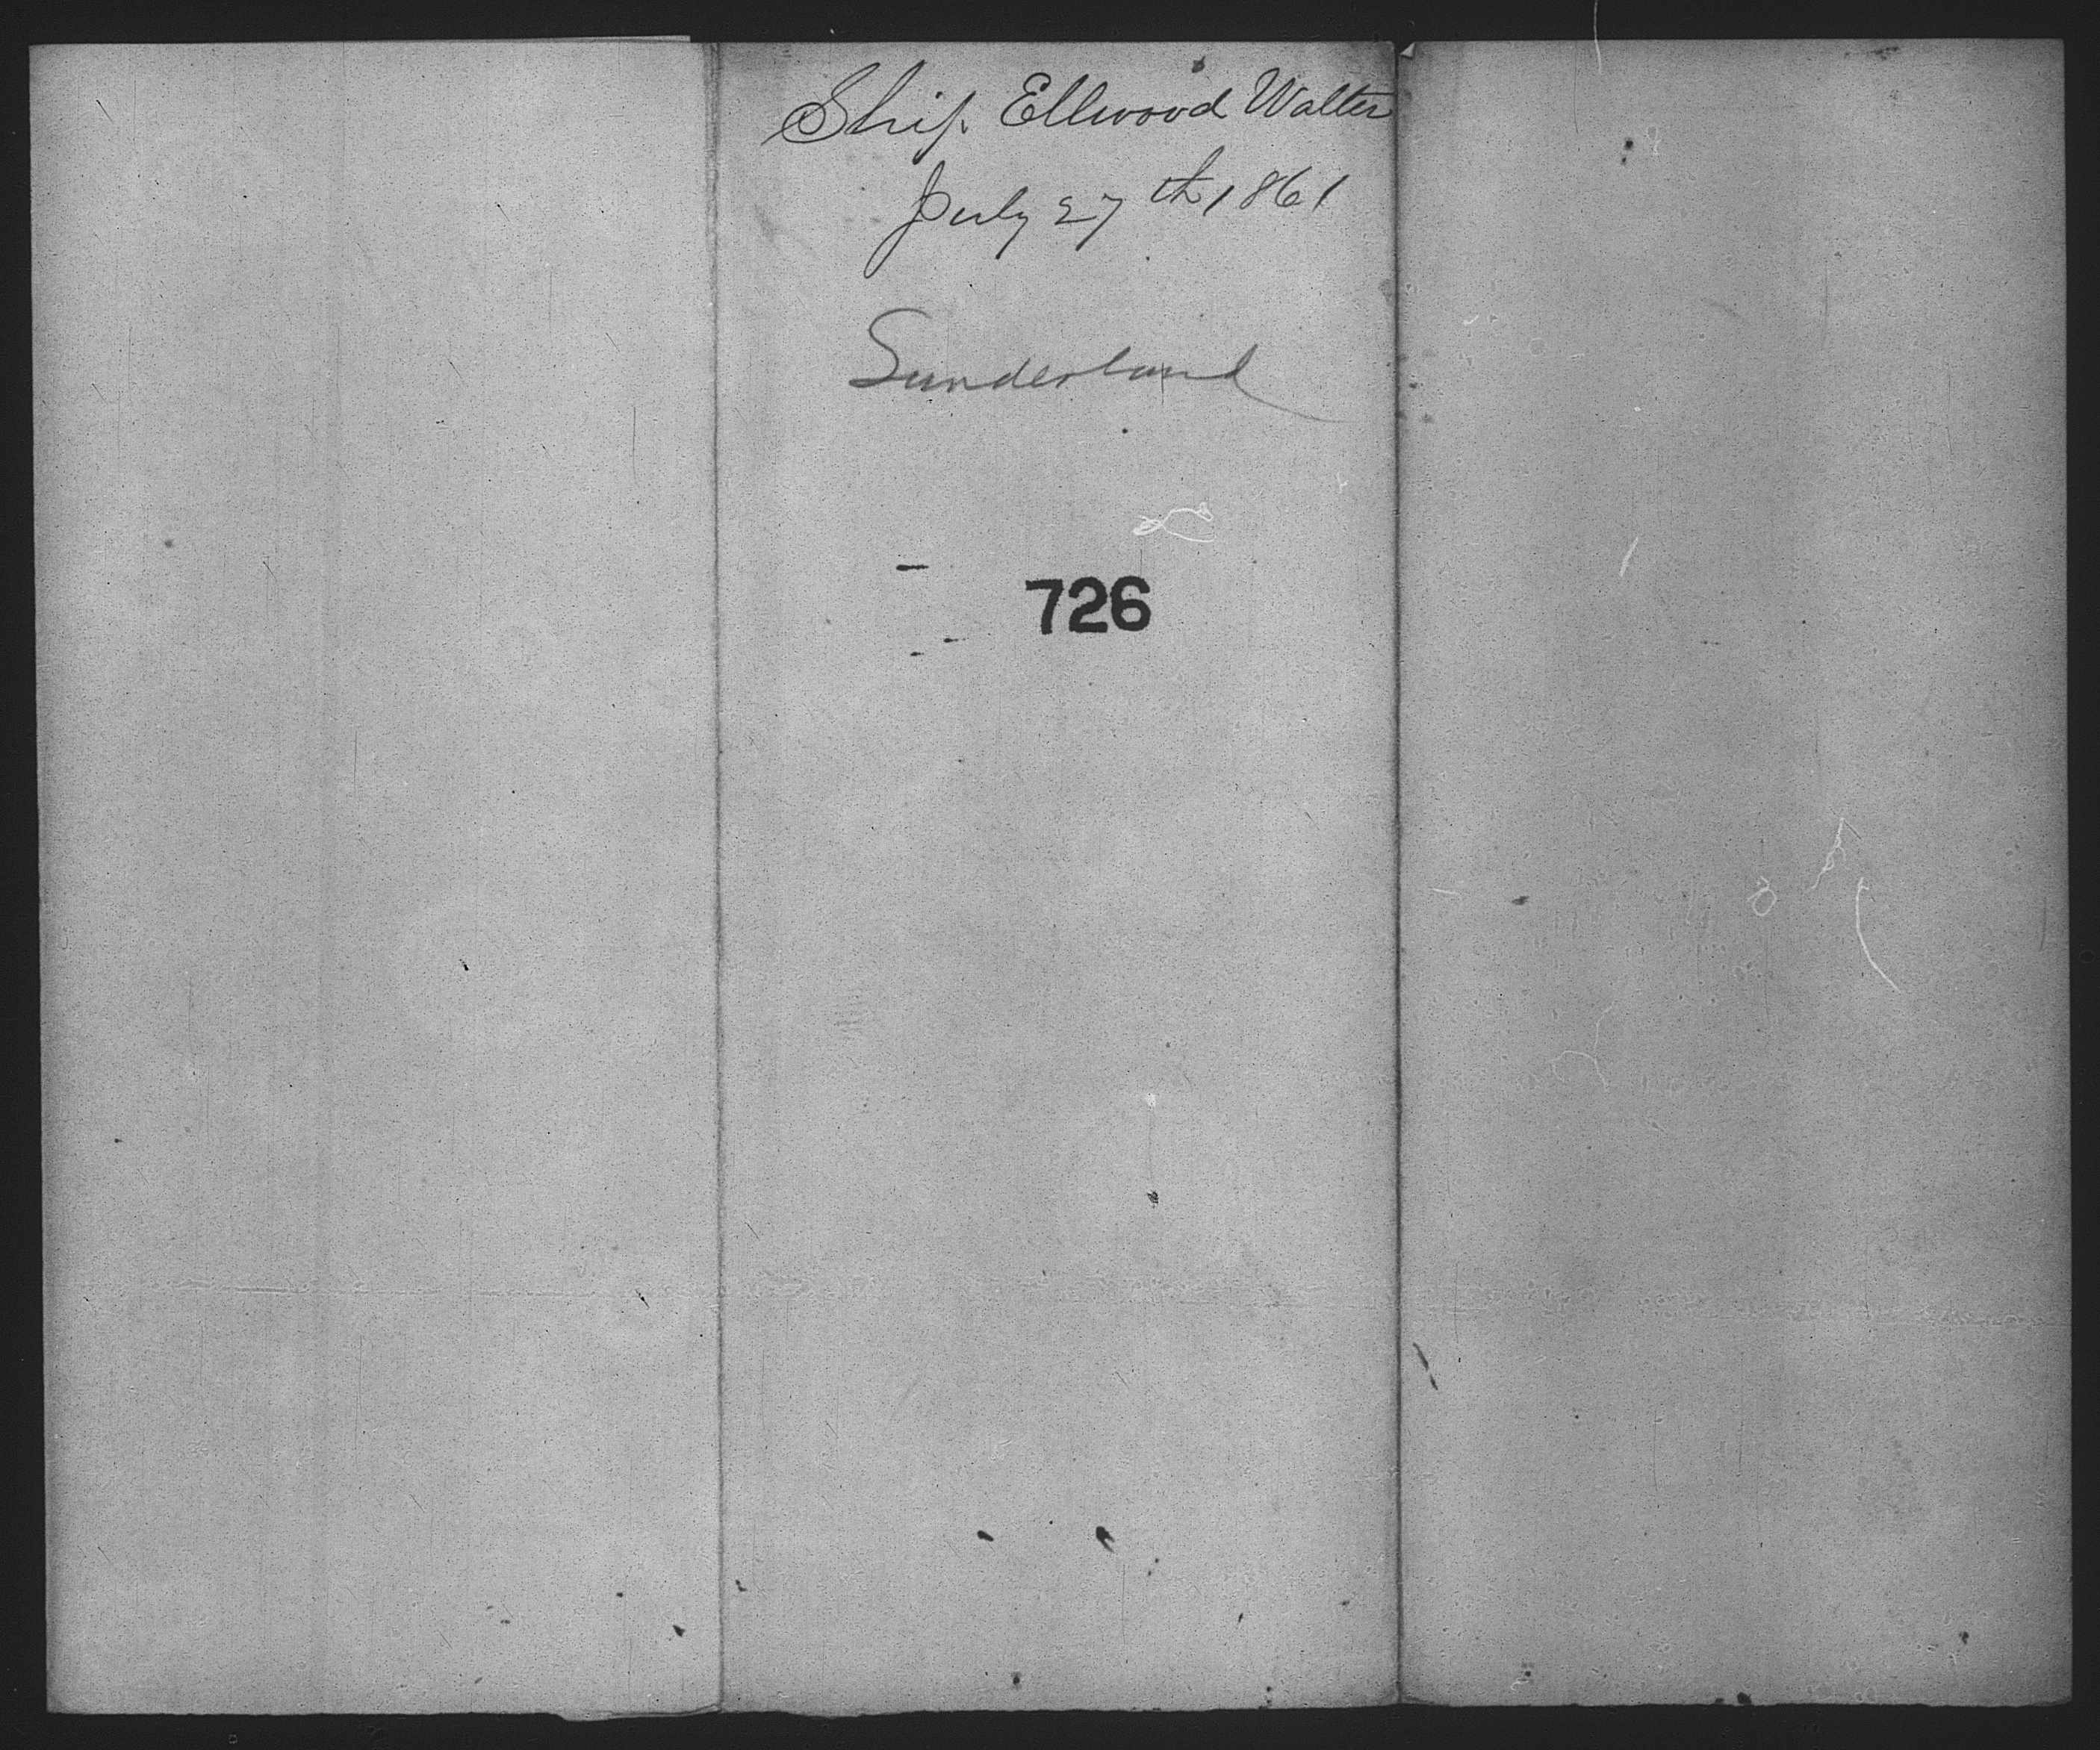 Ship Ellwood Walter
July 27th 1861
Sunderland
726